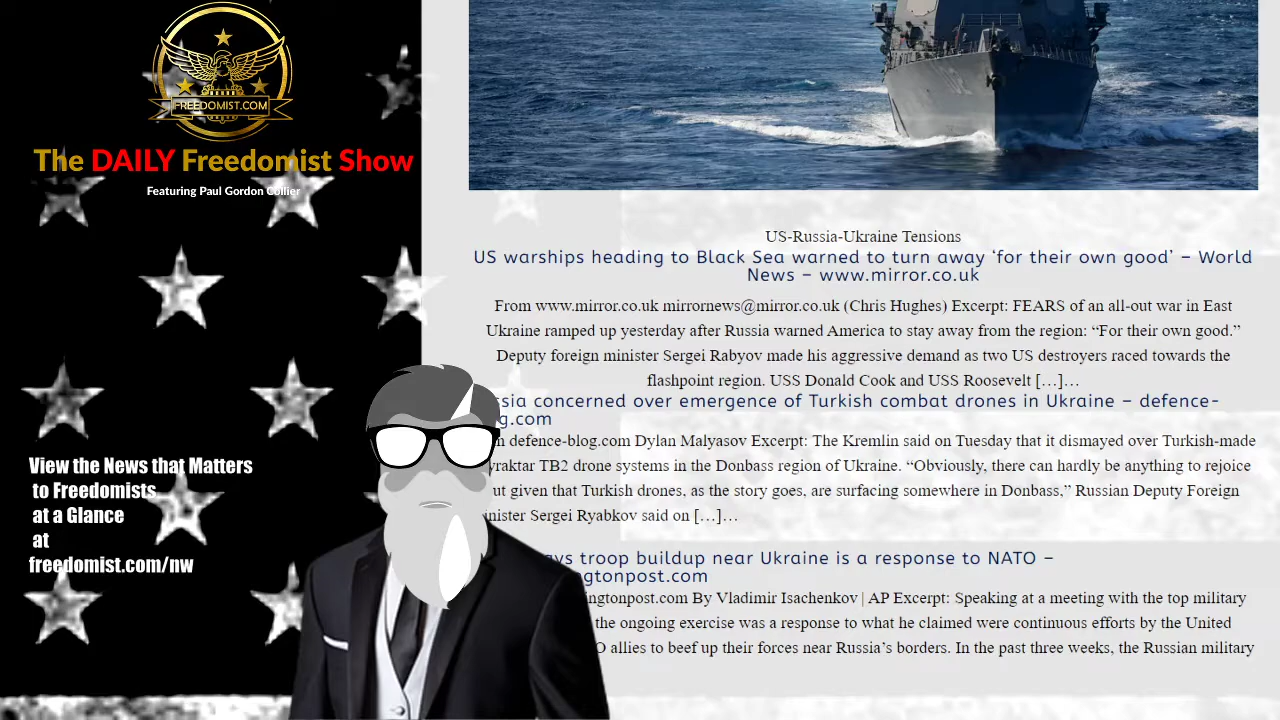 FREEDOMIST.COM
The DAILY Freedomist Show
Featuring Paul Gordon Collier
View the News that Matters
to Freedomists
at a Glance
at
freedomist.com/nw
US-Russia-Ukraine Tensions
US warships heading to Black Sea warned to turn away ‘for their own good’ – World
News – www.mirror.co.uk
From www.mirror.co.uk mirrornews@mirror.co.uk (Chris Hughes) Excerpt: FEARS of an all-out war in East
Ukraine ramped up yesterday after Russia warned America to stay away from the region: “For their own good.”
Deputy foreign minister Sergei Rabyov made his aggressive demand as two US destroyers raced towards the
flashpoint region. USS Donald Cook and USS Roosevelt […]…
sia concerned over emergence of Turkish combat drones in Ukraine – defence-
g.com
defence-blog.com Dylan Malyasov Excerpt: The Kremlin said on Tuesday that it dismayed over Turkish-made
yraktar TB2 drone systems in the Donbass region of Ukraine. “Obviously, there can hardly be anything to rejoice
ut given that Turkish drones, as the story goes, are surfacing somewhere in Donbass,” Russian Deputy Foreign
nister Sergei Ryabkov said on […]…
ays troop buildup near Ukraine is a response to NATO –
gtonpost.com
ingtonpost.com By Vladimir Isachenkov | AP Excerpt: Speaking at a meeting with the top military
the ongoing exercise was a response to what he claimed were continuous efforts by the United
O allies to beef up their forces near Russia’s borders. In the past three weeks, the Russian military